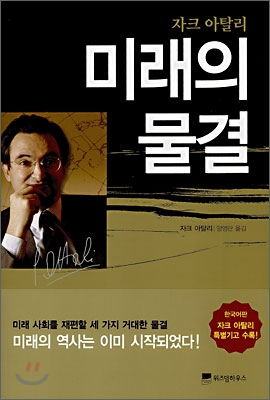 자크 아탈리
미래의
물결
자크 아탈리 | 양영란 옮김
미래 사회를 재편할 세 가지 거대한 물결
미래의 역사는 이미 시작되었다!
한국어판
자크 아탈리
특별기고 수록!
위즈덤하우스